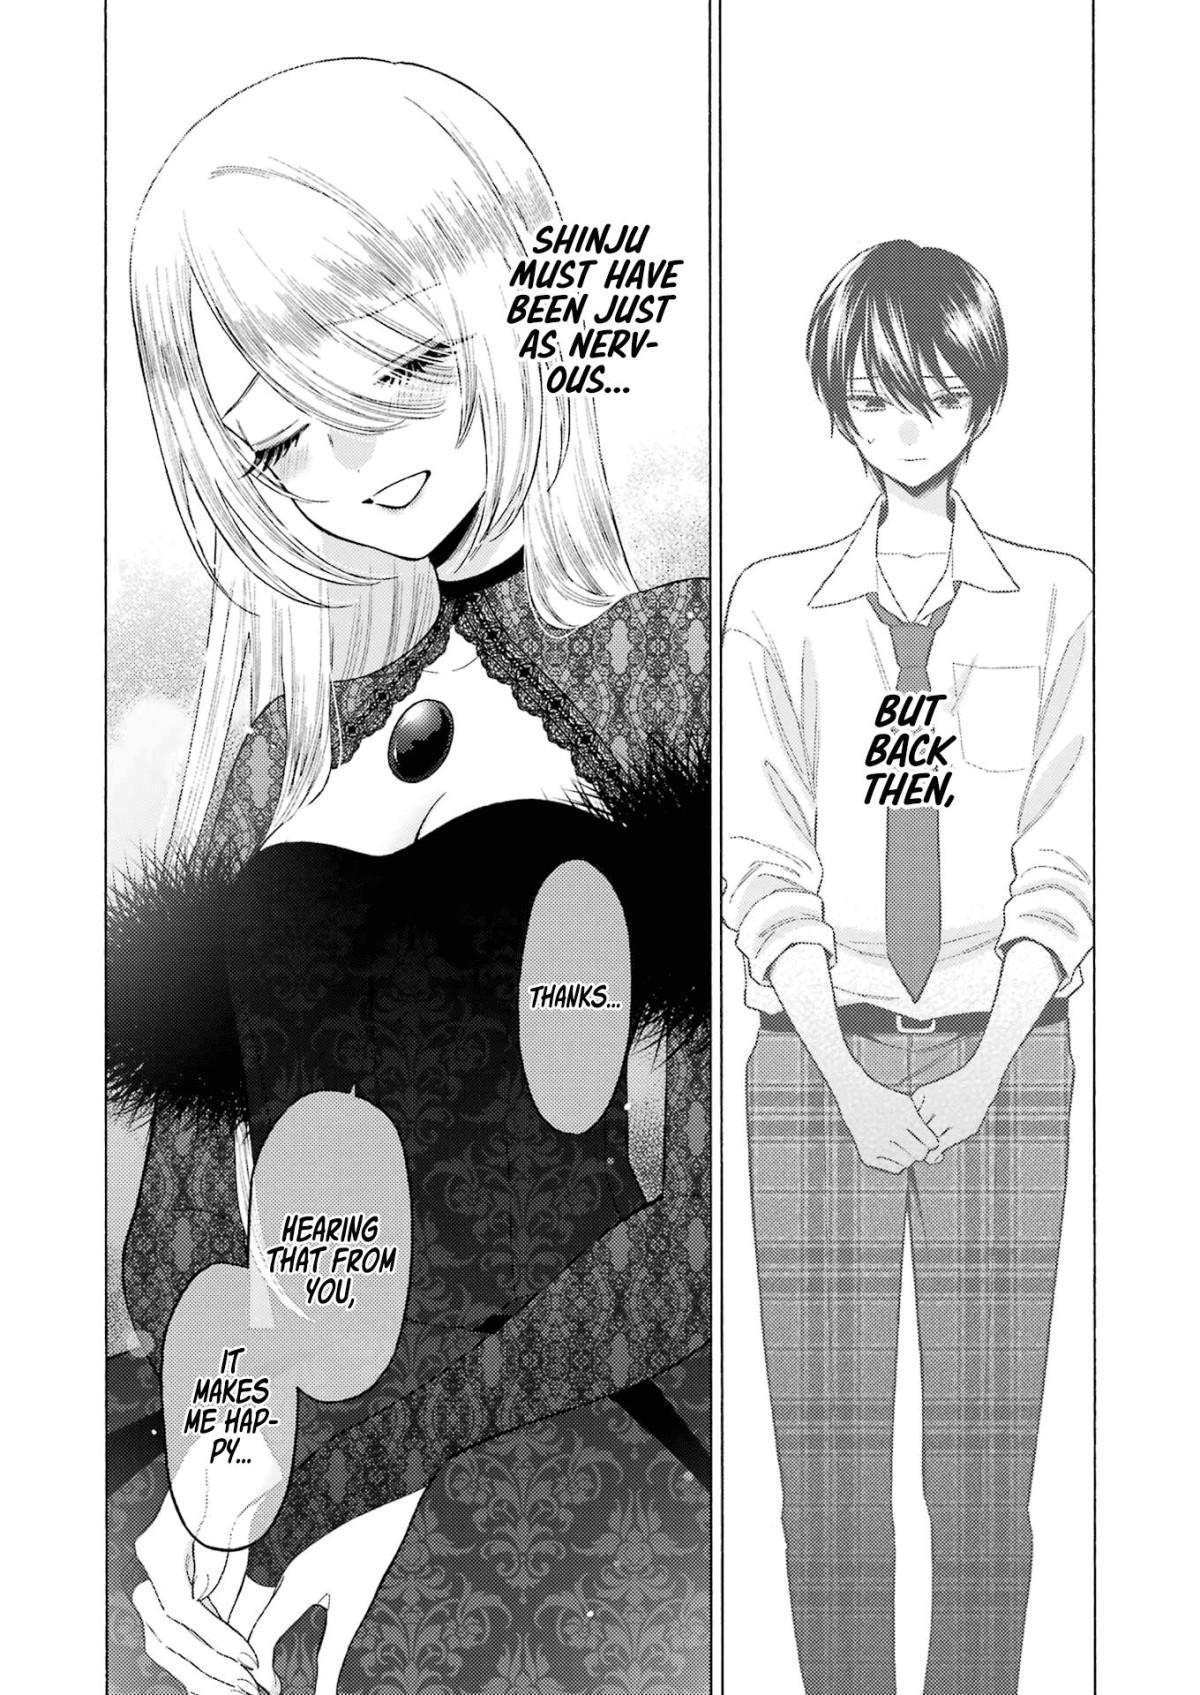 BUT
BACK
THEN,
SHINJU
MUST HAVE
BEEN JUST
AS NERV-
OUS...
THANKS...
HEARING
THAT FROM
YOU,
IT
MAKES
ME HAP-
PY...